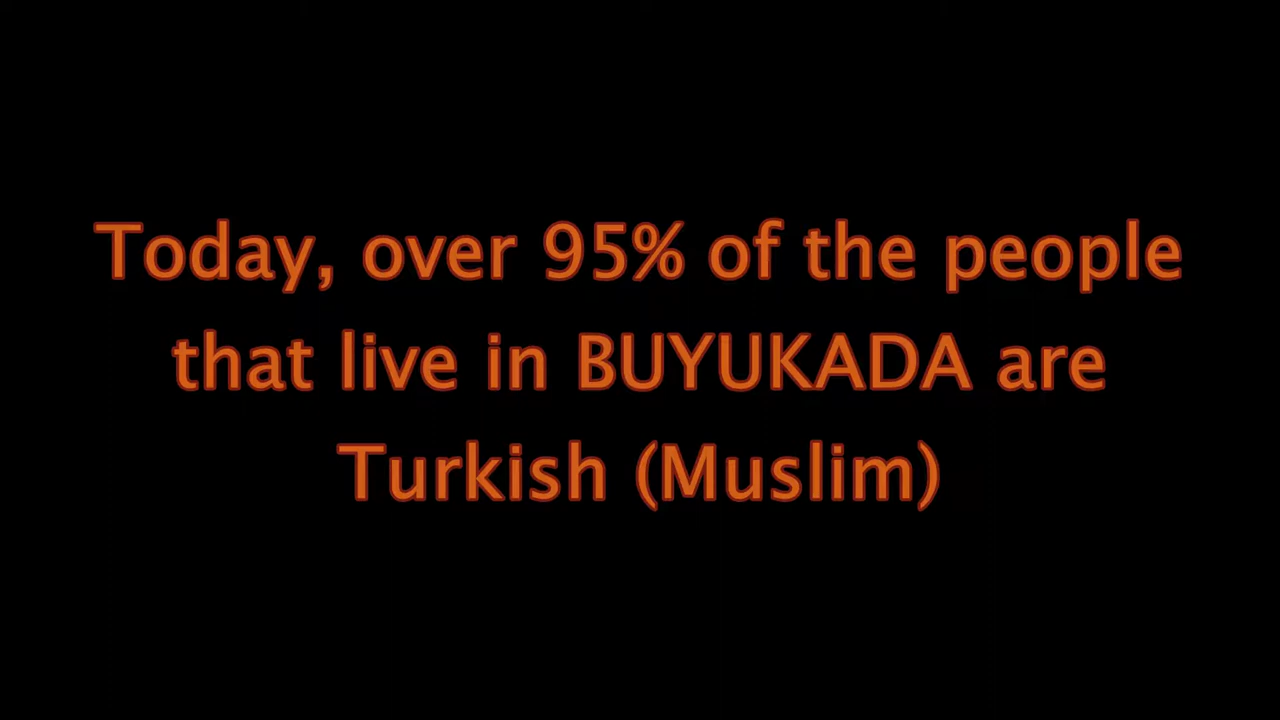 Today, over 95% of the people
that live in BUYUKADA are
Turkish (Muslim)